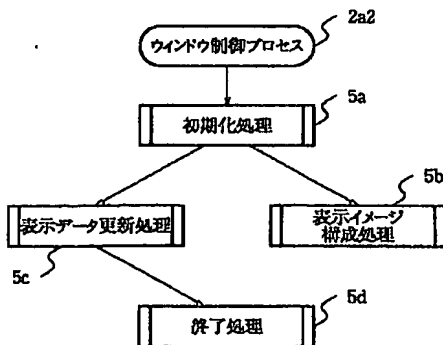 ウィンドウ制御プロセス
2a2
初期化処理
5a
表示データ更新処理
5c
表示イメージ
構成処理
5b
終了処理
5d